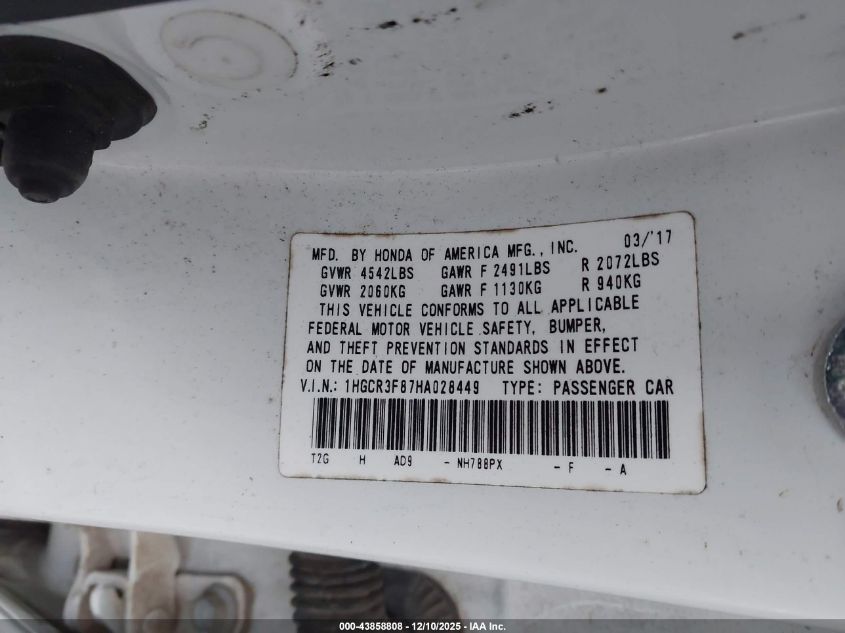 MFD. BY HONDA OF AMERICA MFG., INC. 03/'17
GVWR 4542LBS GAWR F 2491LBS R 2072LBS
GVWR 2060KG GAWR F 1130KG R 940KG
THIS VEHICLE CONFORMS TO ALL APPLICABLE
FEDERAL MOTOR VEHICLE SAFETY, BUMPER,
AND THEFT PREVENTION STANDARDS IN EFFECT
ON THE DATE OF MANUFACTURE SHOWN ABOVE.
V.I.N.: 1HGCR3F87HA028449 TYPE: PASSENGER CAR
T2G H AD9 - NH788PX - F - A
000-43858808 - 12/10/2025 - IAA Inc.